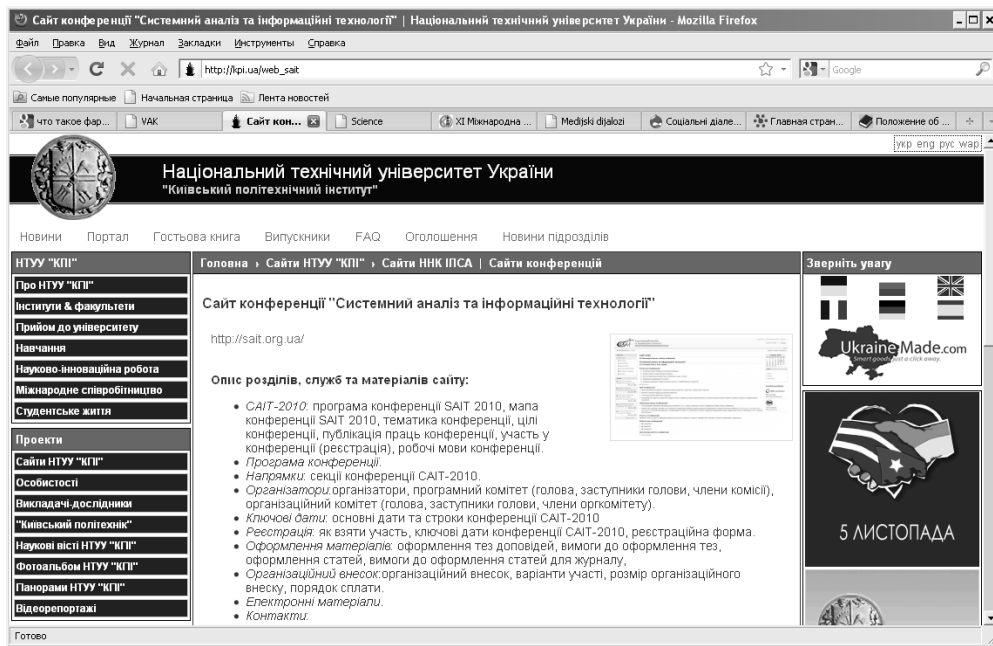 Сайт конференції "Системний аналіз та інформаційні технології" | Національний технічний університет України - Mozilla Firefox
Файл Правка Вид Журнал Закладки Инструменты Справка
http://kpi.ua/web_sait
Google
Самые популярные Начальная страница Лента новостей
что такое фар... VAK Сайт кон... Science XI Міжнародна ... Medijski dijalozi Соціальні діале... Главная стран... Положение об ...
укр eng рус wap
Національний технічний університет України
"Київський політехнічний інститут"
Новини Портал Гостьова книга Випускники FAQ Оголошення Новини підрозділів
НТУУ "КПІ"
Про НТУУ "КПІ"
Інститути & факультети
Прийом до університету
Навчання
Науково-інноваційна робота
Міжнародне співробітництво
Студентське життя
Проекти
Сайти НТУУ "КПІ"
Особистості
Викладачі-дослідники
"Київський політехнік"
Наукові вісті НТУУ "КПІ"
Фотоальбом НТУУ "КПІ"
Панорами НТУУ "КПІ"
Відеорепортажі
Головна › Сайти НТУУ "КПІ" › Сайти ННК ІПСА | Сайти конференцій
Сайт конференції "Системний аналіз та інформаційні технології"
http://sait.org.ua/
Опис розділів, служб та матеріалів сайту:
• САІТ-2010: програма конференції SAIT 2010, мапа
конференції SAIT 2010, тематика конференції, цілі
конференції, публікація праць конференції, участь у
конференції (реєстрація), робочі мови конференції.
• Програма конференції.
• Напрямки: секції конференції САІТ-2010.
• Організатори:організатори, програмний комітет (голова, заступники голови, члени комісії),
організаційний комітет (голова, заступники голови, члени оргкомітету).
• Ключові дати: основні дати та строки конференції САІТ-2010
• Реєстрація: як взяти участь, ключові дати конференції САІТ-2010, реєстраційна форма.
• Оформлення матеріалів: оформлення тез доповідей, вимоги до оформлення тез,
оформлення статей, вимоги до оформлення статей для журналу,
• Організаційний внесок:організаційний внесок, варіанти участі, розмір організаційного
внеску, порядок сплати.
• Електронні матеріали.
• Контакти:
Зверніть увагу
UkraineMade.com
Smart goods just a click away.
5 ЛИСТОПАДА
Готово